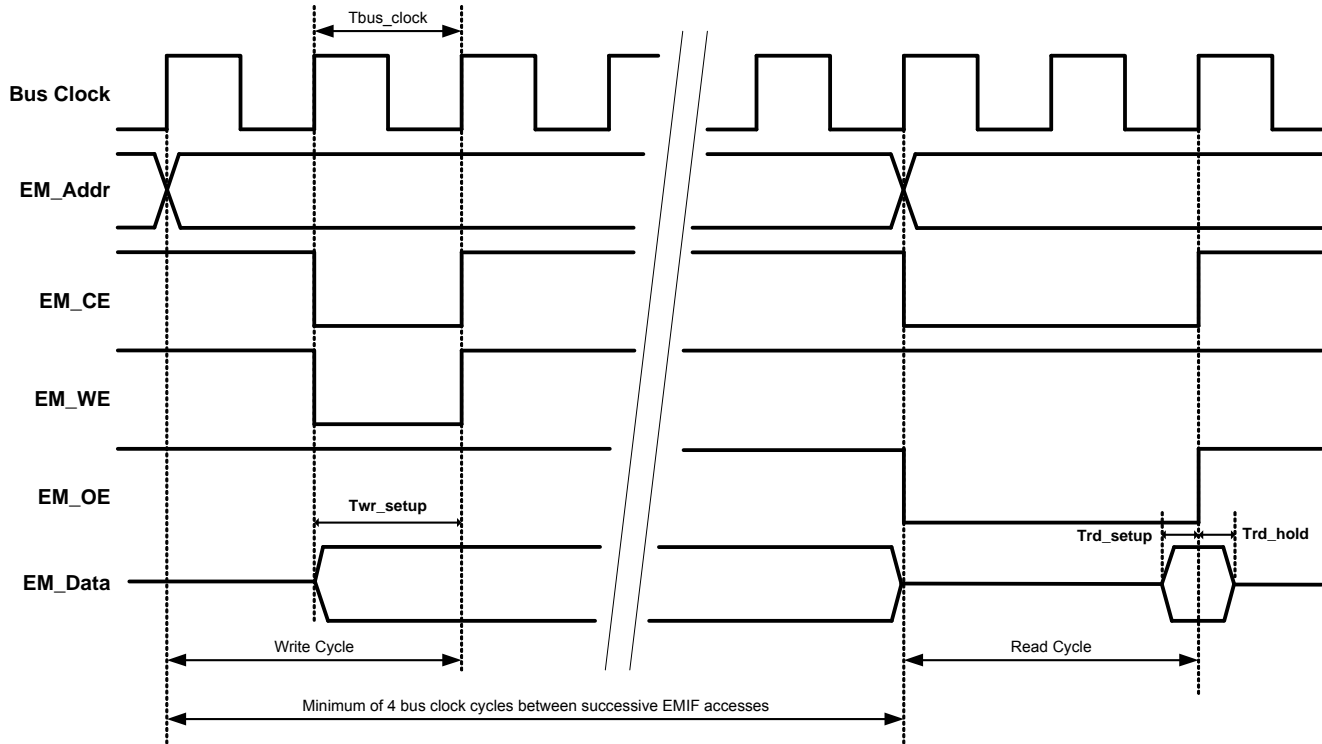 Tbus_clock
Bus Clock
EM_Addr
EM_CE
EM_WE
EM_OE
Twr_setup
Trd_setup
Trd_hold
EM_Data
Write Cycle
Read Cycle
Minimum of 4 bus clock cycles between successive EMIF accesses